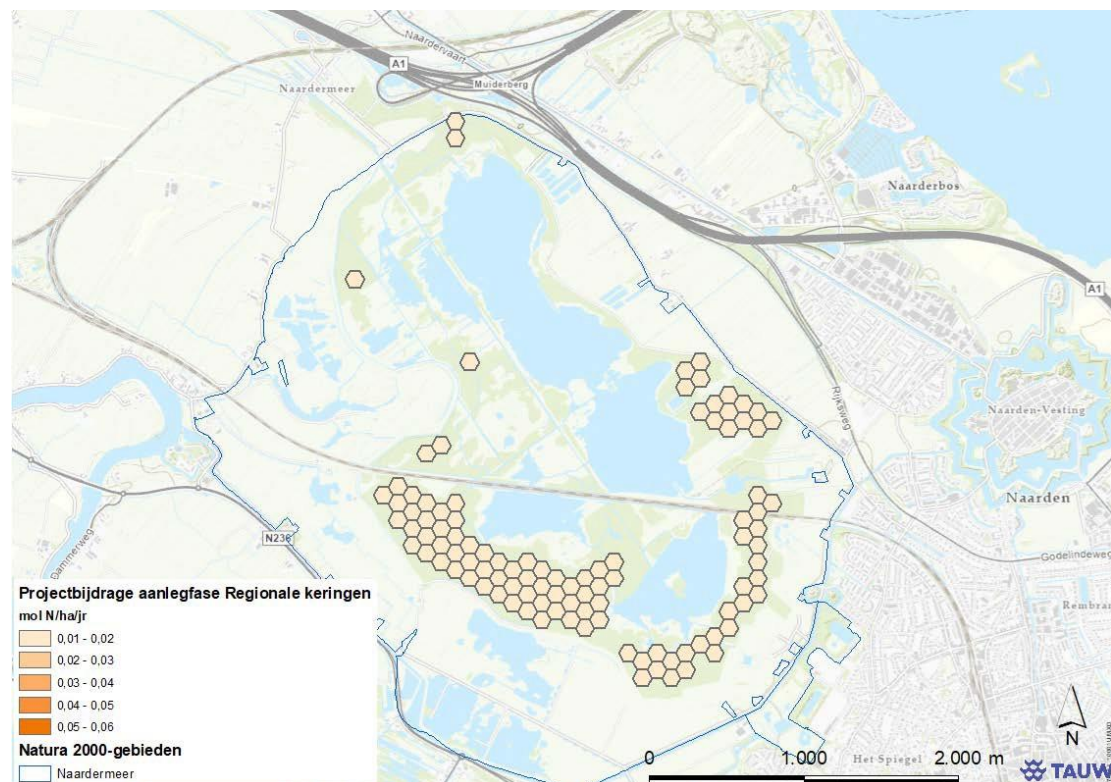 Naardervaart
A1
Muiderberg
Naardermeer
Naarderbos
A1
Rijksweg
Naarden-Vesting
Naarden
N236
Dammerweg
Godelindeweg
Projectbijdrage aanlegfase Regionale keringen
mol N/ha/jr
0,01 - 0,02
Rembran
0,02 - 0,03
0,03 - 0,04
0,04 - 0,05
0,05 - 0,06
N
Natura 2000-gebieden
0 1.000 2.000 m
Het Spiegel
Naardermeer
TAUW